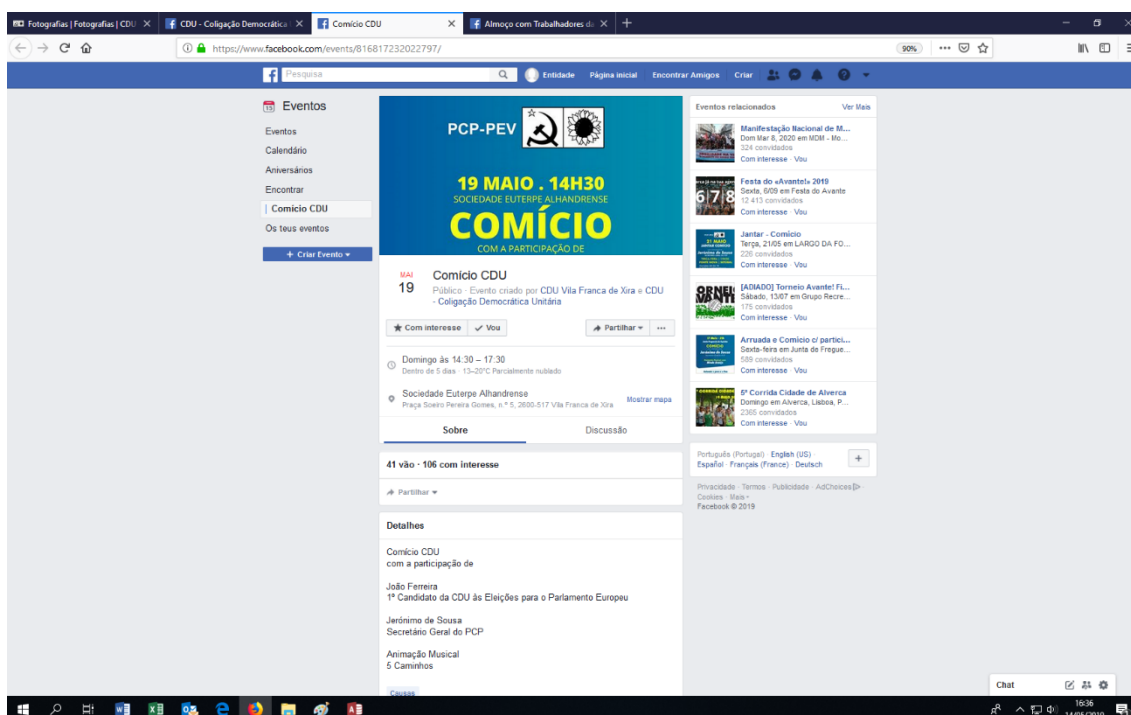 Fotografias | Fotografias | CDU
CDU - Coligação Democrática
Comício CDU
Almoço com Trabalhadores da
https://www.facebook.com/events/816817232022797/
90%
Pesquisa
Entidade
Página inicial
Encontrar Amigos
Criar
Eventos
Eventos
Calendário
Aniversários
Encontrar
Comício CDU
Os teus eventos
+ Criar Evento
PCP-PEV
19 MAIO . 14H30
SOCIEDADE EUTERPE ALHANDRENSE
COMÍCIO
COM A PARTICIPAÇÃO DE
MAI
19
Comício CDU
Público · Evento criado por CDU Vila Franca de Xira e CDU
- Coligação Democrática Unitária
Com interesse
Vou
Partilhar
Domingo às 14:30 – 17:30
Dentro de 5 dias · 13–20°C Parcialmente nublado
Sociedade Euterpe Alhandrense
Praça Soeiro Pereira Gomes, n.º 5, 2600-517 Vila Franca de Xira
Mostrar mapa
Sobre
Discussão
41 vão · 106 com interesse
Partilhar
Detalhes
Comício CDU
com a participação de
João Ferreira
1º Candidato da CDU às Eleições para o Parlamento Europeu
Jerónimo de Sousa
Secretário Geral do PCP
Animação Musical
5 Caminhos
Causas
Eventos relacionados
Ver Mais
Manifestação Nacional de M...
Dom Mar 8, 2020 em MDM - Mo...
324 convidados
Com interesse · Vou
6 7 8
Festa do «Avante!» 2019
Sexta, 6/09 em Festa do Avante
12 413 convidados
Com interesse · Vou
Jantar - Comício
Terça, 21/05 em LARGO DA FO...
226 convidados
Com interesse · Vou
[ADIADO] Torneio Avante! Fi...
Sábado, 13/07 em Grupo Recre...
175 convidados
Com interesse · Vou
Arruada e Comício c/ partici...
Sexta-feira em Junta de Fregue...
589 convidados
Com interesse · Vou
5ª Corrida Cidade de Alverca
Domingo em Alverca, Lisboa, P...
2365 convidados
Com interesse · Vou
Português (Portugal) · English (US) ·
Español · Français (France) · Deutsch
Privacidade · Termos · Publicidade · AdChoices ·
Cookies · Mais
Facebook © 2019
Chat
16:36
14/05/2019